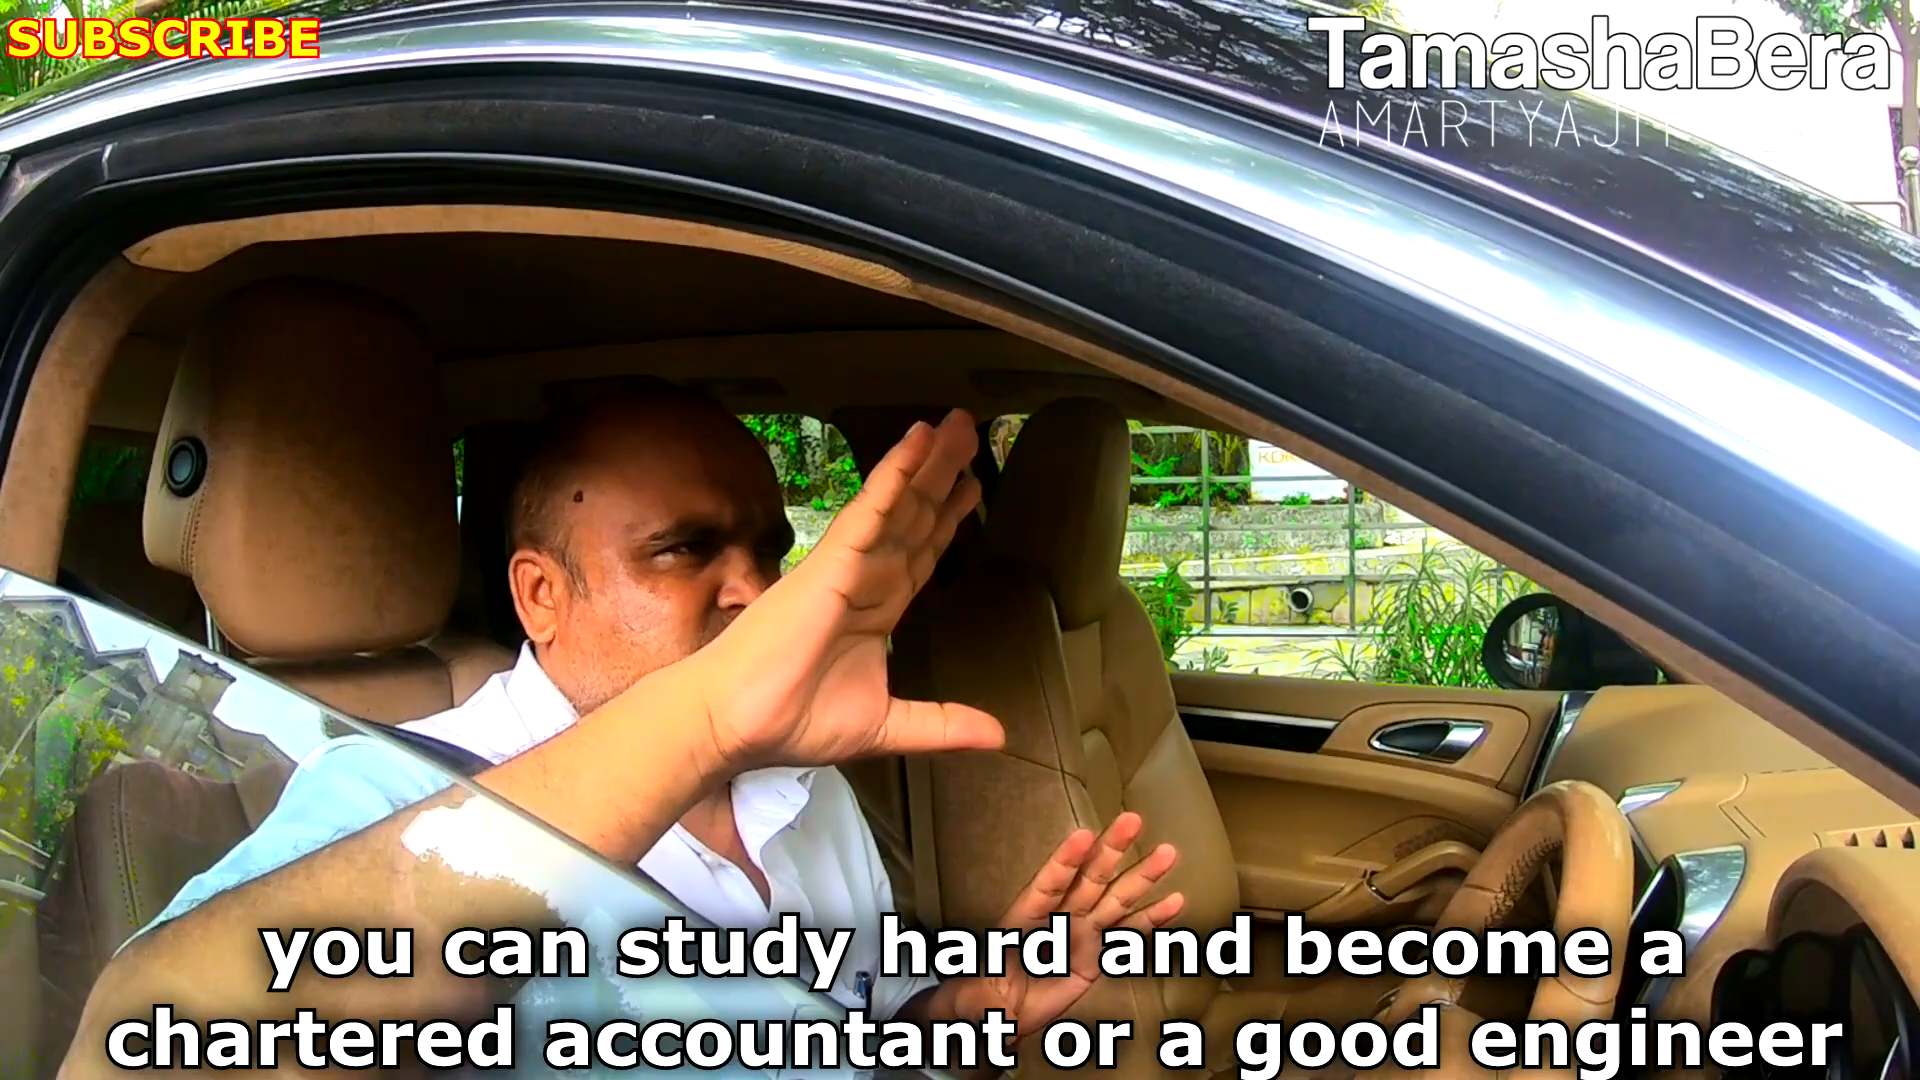 SUBSCRIBE
TamashaBera
AMARTYAJIT
you can study hard and become a
chartered accountant or a good engineer